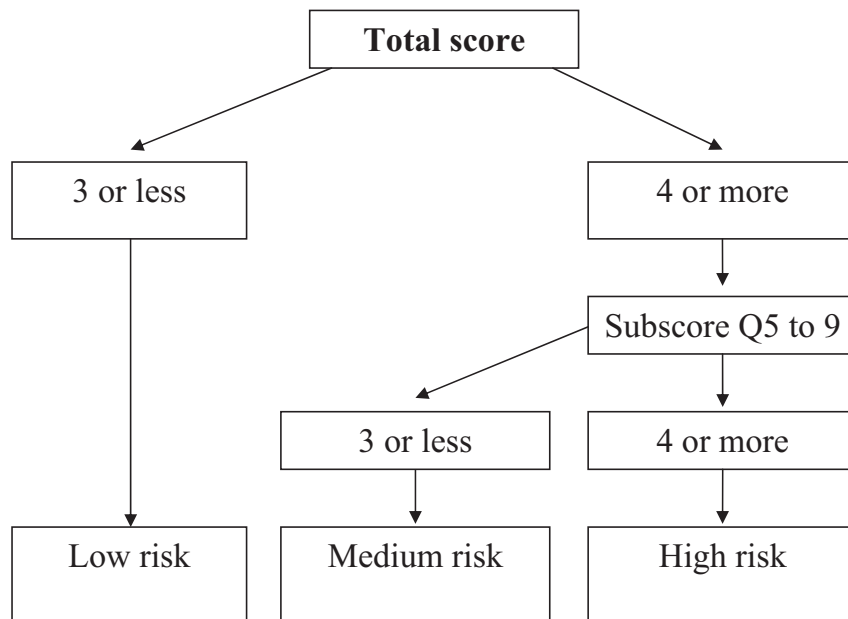 Total score
3 or less
4 or more
Subscore Q5 to 9
3 or less
4 or more
Low risk
Medium risk
High risk